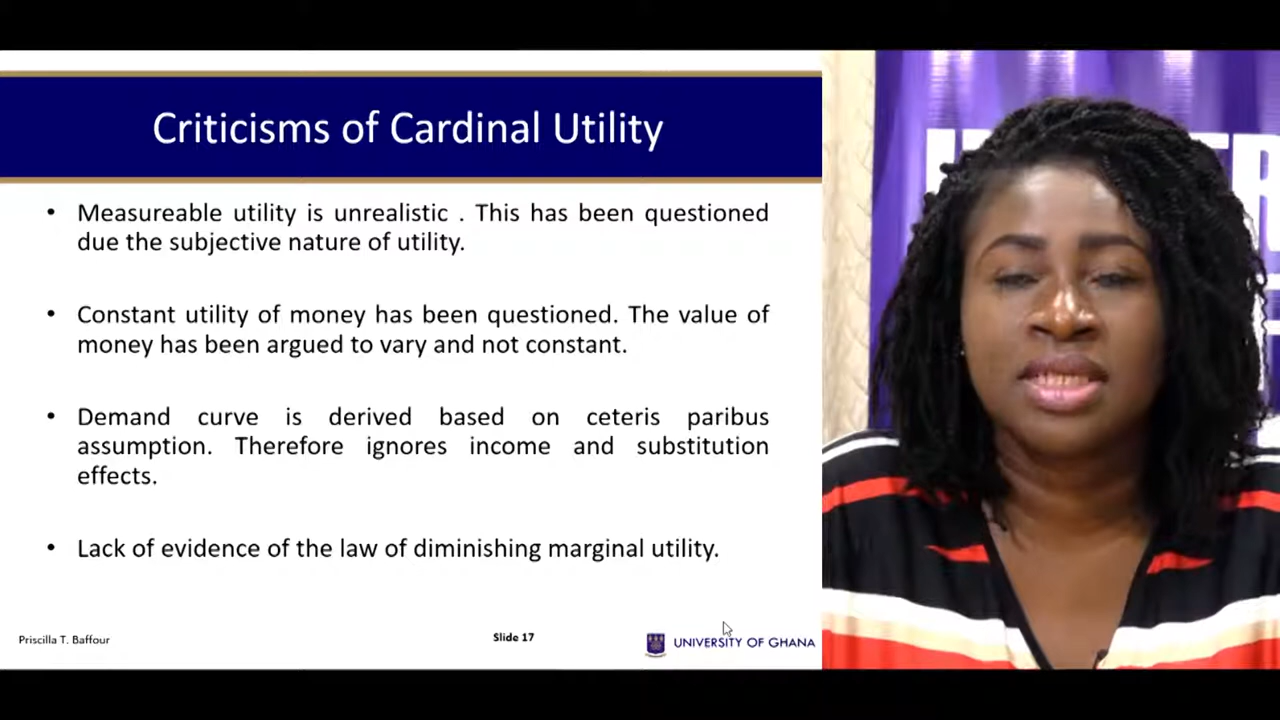 Criticisms of Cardinal Utility
• Measureable utility is unrealistic . This has been questioned
due the subjective nature of utility.
• Constant utility of money has been questioned. The value of
money has been argued to vary and not constant.
• Demand curve is derived based on ceteris paribus
assumption. Therefore ignores income and substitution
effects.
• Lack of evidence of the law of diminishing marginal utility.
Priscilla T. Baffour
Slide 17
UNIVERSITY OF GHANA